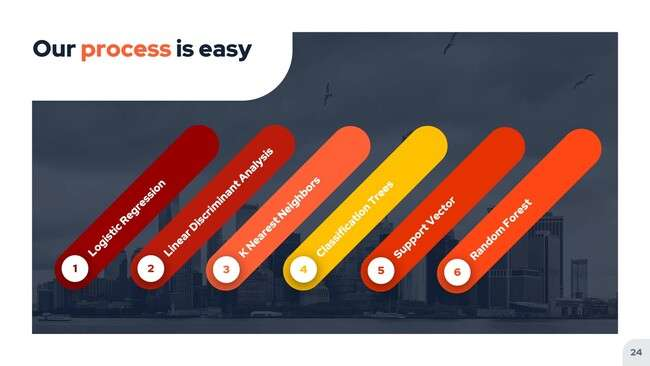 Our process is easy
1 Logistic Regression
2 Linear Discriminant Analysis
3 K Nearest Neighbors
4 Classification Trees
5 Support Vector
6 Random Forest
24